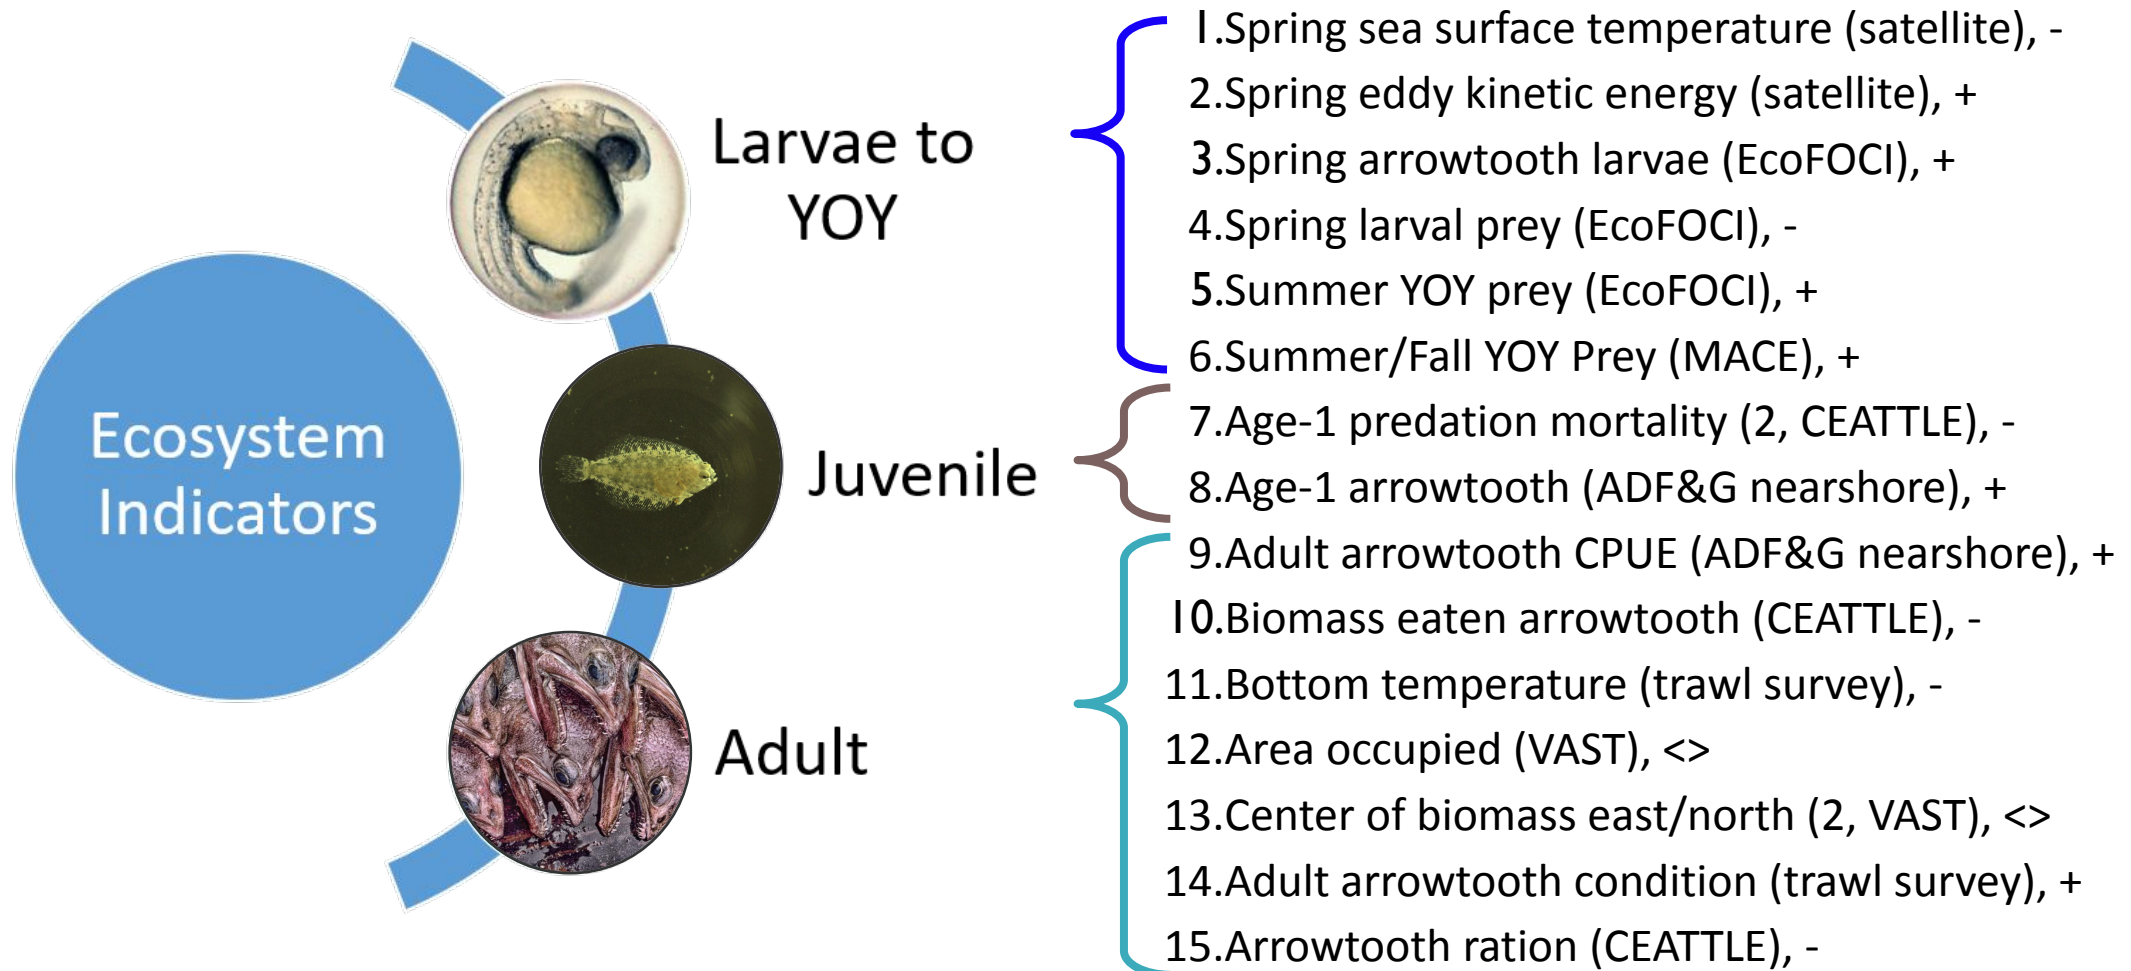 Ecosystem
Indicators
Larvae to
YOY
Juvenile
Adult
1.Spring sea surface temperature (satellite), -
2.Spring eddy kinetic energy (satellite), +
3.Spring arrowtooth larvae (EcoFOCI), +
4.Spring larval prey (EcoFOCI), -
5.Summer YOY prey (EcoFOCI), +
6.Summer/Fall YOY Prey (MACE), +
7.Age-1 predation mortality (2, CEATTLE), -
8.Age-1 arrowtooth (ADF&G nearshore), +
9.Adult arrowtooth CPUE (ADF&G nearshore), +
10.Biomass eaten arrowtooth (CEATTLE), -
11.Bottom temperature (trawl survey), -
12.Area occupied (VAST), <>
13.Center of biomass east/north (2, VAST), <>
14.Adult arrowtooth condition (trawl survey), +
15.Arrowtooth ration (CEATTLE), -